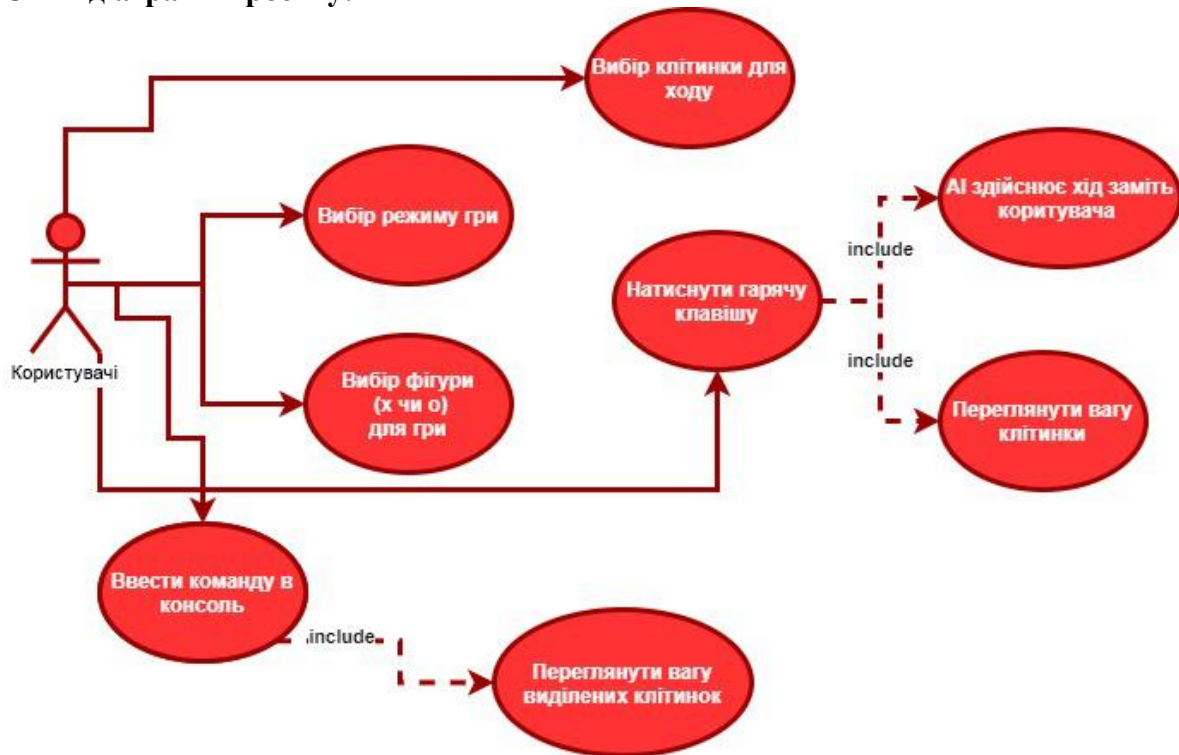 Вибір клітинки для
ходу
АІ здійснює хід заміть
коритувача
Вибір режиму гри
include
Натиснути гарячу
клавішу
include
Користувачі
Вибір фігури
(х чи о)
для гри
Переглянути вагу
клітинки
Ввести команду в
консоль
include
Переглянути вагу
виділених клітинок